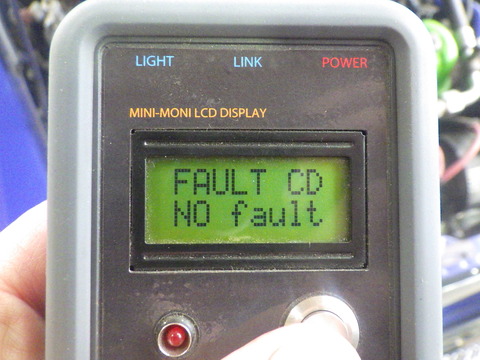 LIGHT LINK POWER
MINI-MONI LCD DISPLAY
FAULT CD
NO fault